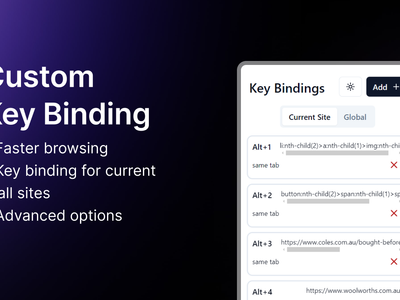 Custom
Key Binding
Faster browsing
Key binding for current
all sites
Advanced options
Key Bindings
Add +
Current Site
Global
Alt+1
li:nth-child(2)>a:nth-child(1)>img:nth-chi
same tab
Alt+2
button:nth-child(2)>span:nth-child(1)>sp
same tab
Alt+3
https://www.coles.com.au/bought-before
same tab
Alt+4
https://www.woolworths.com.au